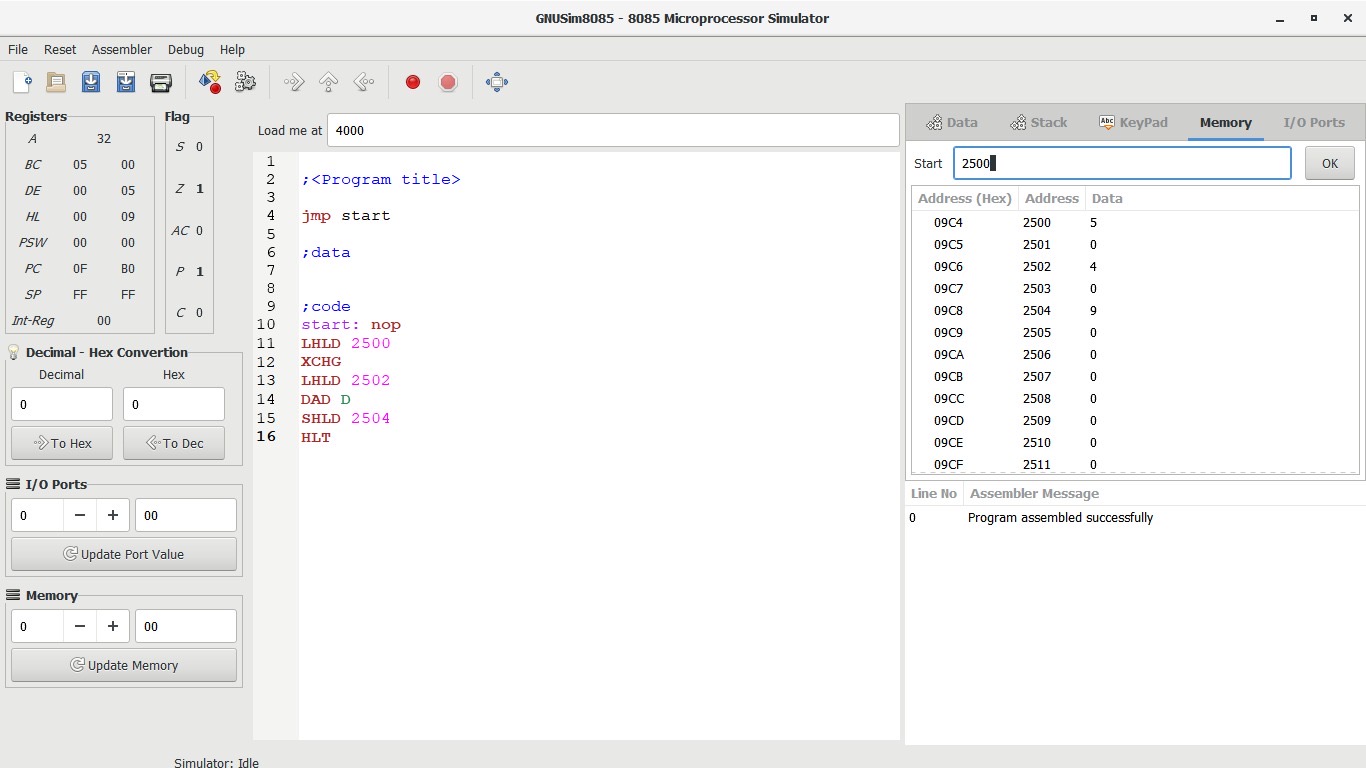 GNUSim8085 - 8085 Microprocessor Simulator
File Reset Assembler Debug Help
Registers
A 32
BC 05 00
DE 00 05
HL 00 09
PSW 00 00
PC 0F B0
SP FF FF
Int-Reg 00
Flag
S 0
Z 1
AC 0
P 1
C 0
Decimal - Hex Convertion
Decimal Hex
0 0
To Hex To Dec
I/O Ports
0 00
Update Port Value
Memory
0 00
Update Memory
Load me at 4000
1
2 ;<Program title>
3
4 jmp start
5
6 ;data
7
8
9 ;code
10 start: nop
11 LHLD 2500
12 XCHG
13 LHLD 2502
14 DAD D
15 SHLD 2504
16 HLT
Data Stack Abc KeyPad Memory I/O Ports
Start 2500 OK
Address (Hex) Address Data
09C4 2500 5
09C5 2501 0
09C6 2502 4
09C7 2503 0
09C8 2504 9
09C9 2505 0
09CA 2506 0
09CB 2507 0
09CC 2508 0
09CD 2509 0
09CE 2510 0
09CF 2511 0
Line No Assembler Message
0 Program assembled successfully
Simulator: Idle